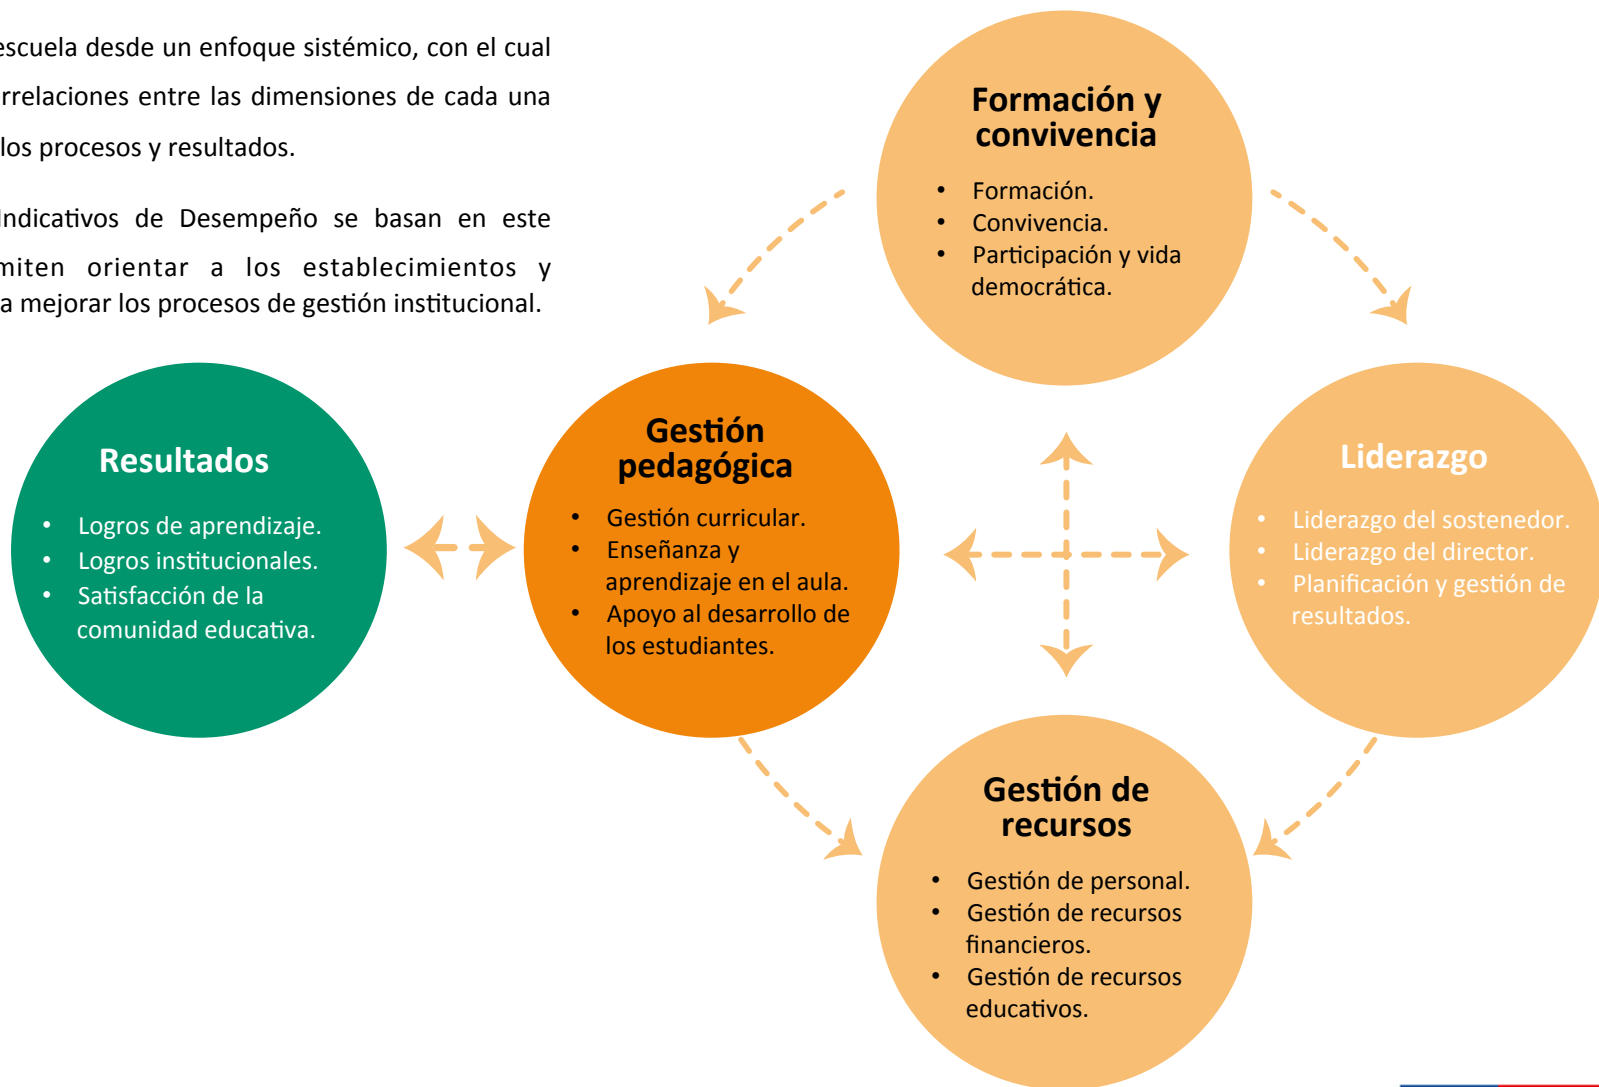 escuela desde un enfoque sistémico, con el cual
rrelaciones entre las dimensiones de cada una
los procesos y resultados.
Indicativos de Desempeño se basan en este
miten orientar a los establecimientos y
a mejorar los procesos de gestión institucional.
Formación y
convivencia
• Formación.
• Convivencia.
• Participación y vida
democrática.
Resultados
• Logros de aprendizaje.
• Logros institucionales.
• Satisfacción de la
comunidad educativa.
Gestión
pedagógica
• Gestión curricular.
• Enseñanza y
aprendizaje en el aula.
• Apoyo al desarrollo de
los estudiantes.
Liderazgo
• Liderazgo del sostenedor.
• Liderazgo del director.
• Planificación y gestión de
resultados.
Gestión de
recursos
• Gestión de personal.
• Gestión de recursos
financieros.
• Gestión de recursos
educativos.